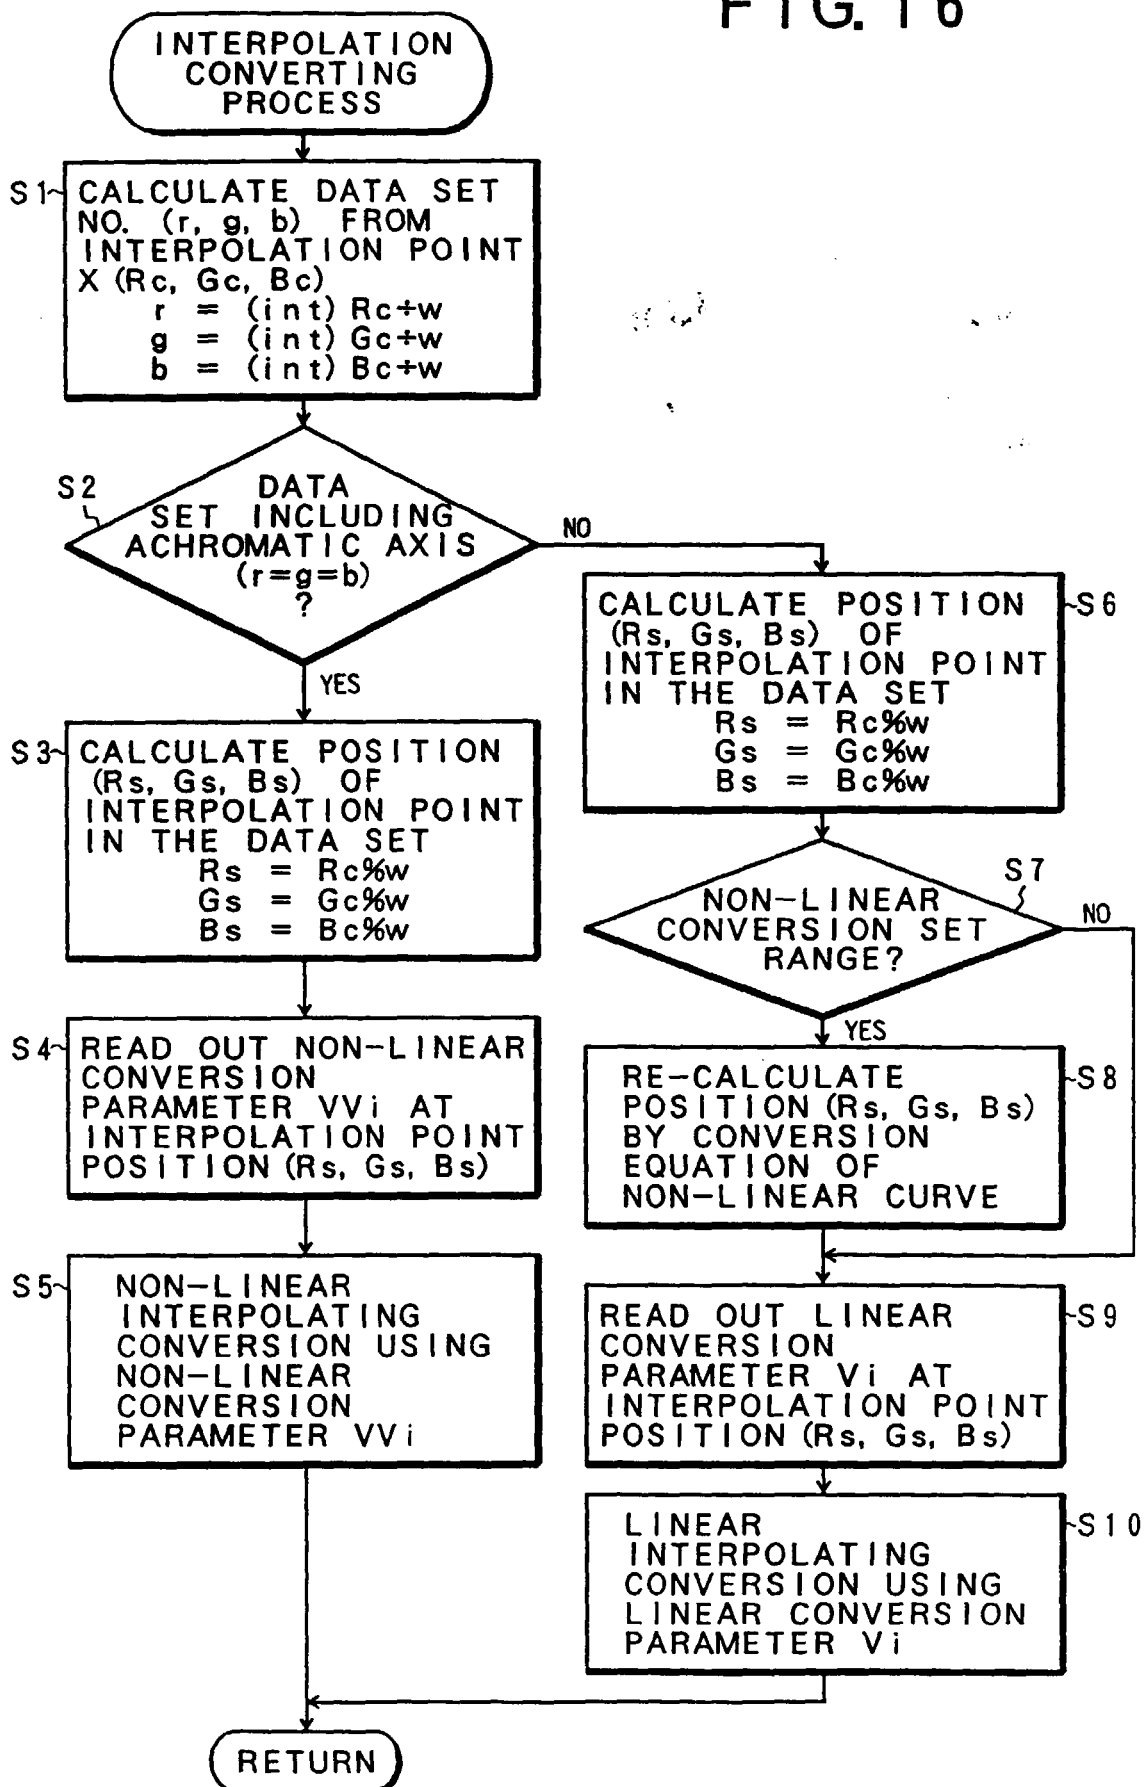 FIG. 16
INTERPOLATION
CONVERTING
PROCESS
S1
CALCULATE DATA SET
NO. (r, g, b) FROM
INTERPOLATION POINT
X (Rc, Gc, Bc)
r = (int) Rc÷w
g = (int) Gc÷w
b = (int) Bc÷w
S2
DATA
SET INCLUDING
ACHROMATIC AXIS
(r=g=b)
?
NO
YES
S3
CALCULATE POSITION
(Rs, Gs, Bs) OF
INTERPOLATION POINT
IN THE DATA SET
Rs = Rc%w
Gs = Gc%w
Bs = Bc%w
S4
READ OUT NON-LINEAR
CONVERSION
PARAMETER VVi AT
INTERPOLATION POINT
POSITION (Rs, Gs, Bs)
S5
NON-LINEAR
INTERPOLATING
CONVERSION USING
NON-LINEAR
CONVERSION
PARAMETER VVi
S6
CALCULATE POSITION
(Rs, Gs, Bs) OF
INTERPOLATION POINT
IN THE DATA SET
Rs = Rc%w
Gs = Gc%w
Bs = Bc%w
S7
NON-LINEAR
CONVERSION SET
RANGE?
NO
YES
S8
RE-CALCULATE
POSITION (Rs, Gs, Bs)
BY CONVERSION
EQUATION OF
NON-LINEAR CURVE
S9
READ OUT LINEAR
CONVERSION
PARAMETER Vi AT
INTERPOLATION POINT
POSITION (Rs, Gs, Bs)
S10
LINEAR
INTERPOLATING
CONVERSION USING
LINEAR CONVERSION
PARAMETER Vi
RETURN